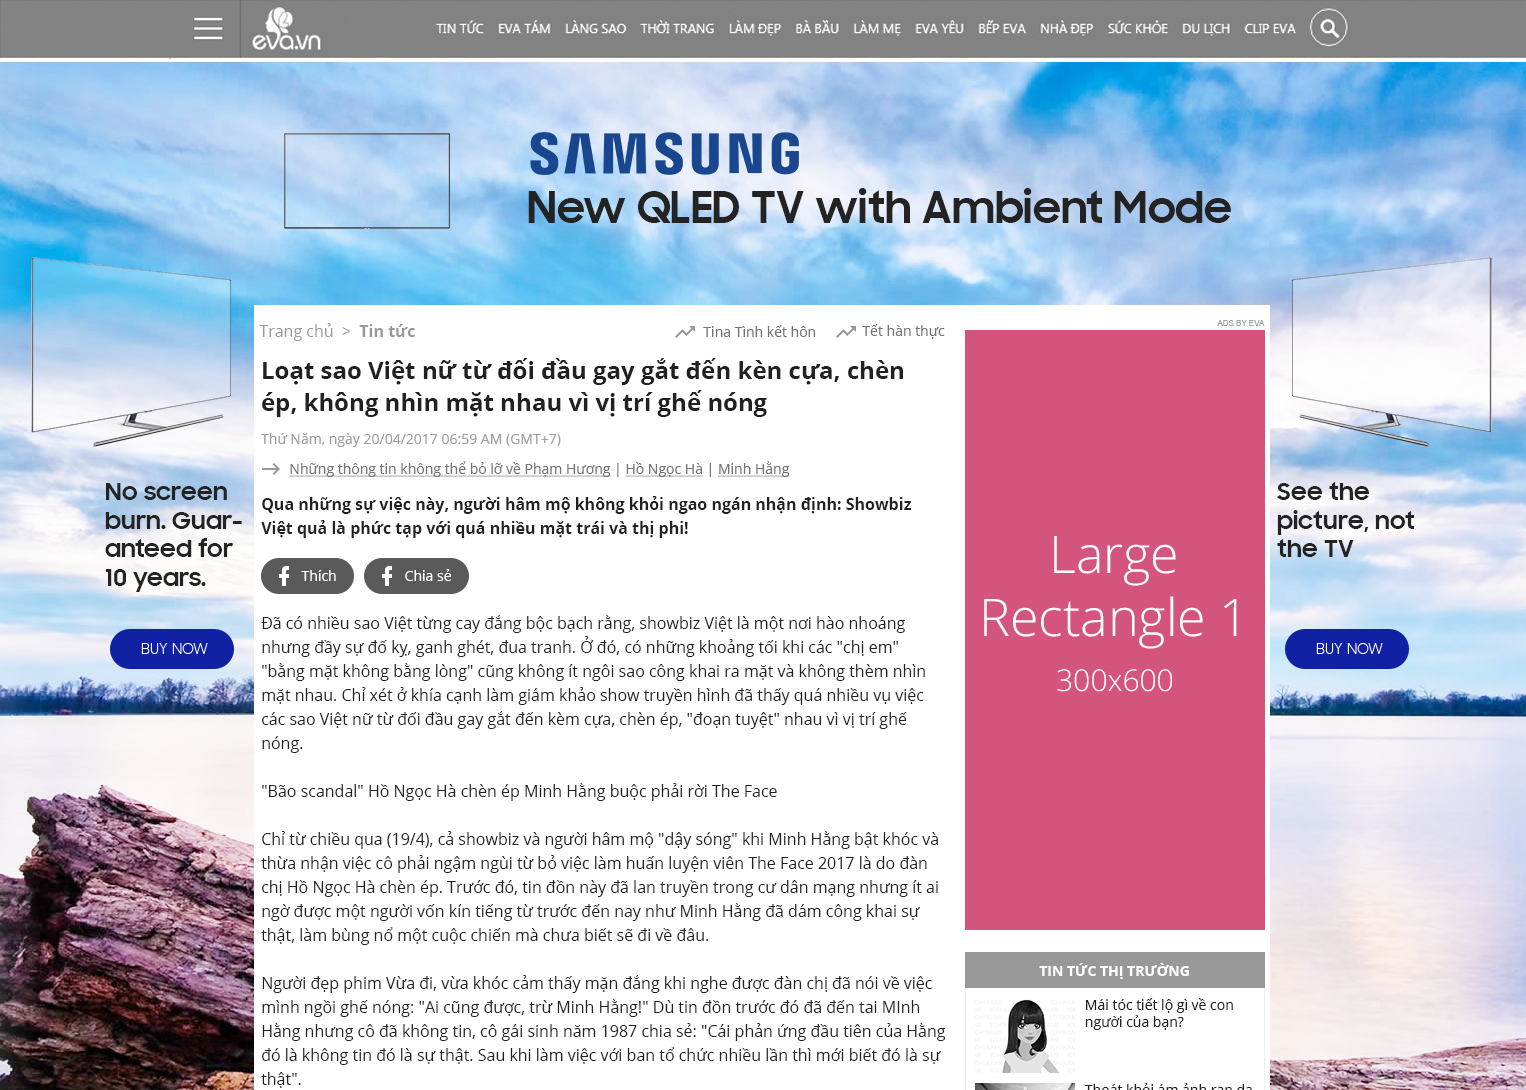 eva.vn
TIN TỨC EVA TÁM LÀNG SAO THỜI TRANG LÀM ĐẸP BÀ BẦU LÀM MẸ EVA YÊU BẾP EVA NHÀ ĐẸP SỨC KHỎE DU LỊCH CLIP EVA
SAMSUNG
New QLED TV with Ambient Mode
No screen
burn. Guar-
anteed for
10 years.
BUY NOW
Trang chủ > Tin tức
Tina Tình kết hôn
Tết hàn thực
Loạt sao Việt nữ từ đối đầu gay gắt đến kèn cựa, chèn
ép, không nhìn mặt nhau vì vị trí ghế nóng
Thứ Năm, ngày 20/04/2017 06:59 AM (GMT+7)
Những thông tin không thể bỏ lỡ về Phạm Hương | Hồ Ngọc Hà | Minh Hằng
Qua những sự việc này, người hâm mộ không khỏi ngao ngán nhận định: Showbiz
Việt quả là phức tạp với quá nhiều mặt trái và thị phi!
Thích
Chia sẻ
Đã có nhiều sao Việt từng cay đắng bộc bạch rằng, showbiz Việt là một nơi hào nhoáng
nhưng đầy sự đố kỵ, ganh ghét, đua tranh. Ở đó, có những khoảng tối khi các "chị em"
"bằng mặt không bằng lòng" cũng không ít ngôi sao công khai ra mặt và không thèm nhìn
mặt nhau. Chỉ xét ở khía cạnh làm giám khảo show truyền hình đã thấy quá nhiều vụ việc
các sao Việt nữ từ đối đầu gay gắt đến kèm cựa, chèn ép, "đoạn tuyệt" nhau vì vị trí ghế
nóng.
"Bão scandal" Hồ Ngọc Hà chèn ép Minh Hằng buộc phải rời The Face
Chỉ từ chiều qua (19/4), cả showbiz và người hâm mộ "dậy sóng" khi Minh Hằng bật khóc và
thừa nhận việc cô phải ngậm ngùi từ bỏ việc làm huấn luyện viên The Face 2017 là do đàn
chị Hồ Ngọc Hà chèn ép. Trước đó, tin đồn này đã lan truyền trong cư dân mạng nhưng ít ai
ngờ được một người vốn kín tiếng từ trước đến nay như Minh Hằng đã dám công khai sự
thật, làm bùng nổ một cuộc chiến mà chưa biết sẽ đi về đâu.
Người đẹp phim Vừa đi, vừa khóc cảm thấy mặn đắng khi nghe được đàn chị đã nói về việc
mình ngồi ghế nóng: "Ai cũng được, trừ Minh Hằng!" Dù tin đồn trước đó đã đến tai MInh
Hằng nhưng cô đã không tin, cô gái sinh năm 1987 chia sẻ: "Cái phản ứng đầu tiên của Hằng
đó là không tin đó là sự thật. Sau khi làm việc với ban tổ chức nhiều lần thì mới biết đó là sự
thật".
ADS BY EVA
Large
Rectangle 1
300x600
TIN TỨC THỊ TRƯỜNG
Mái tóc tiết lộ gì về con
người của bạn?
Thoát khỏi ám ảnh rạn da
See the
picture, not
the TV
BUY NOW